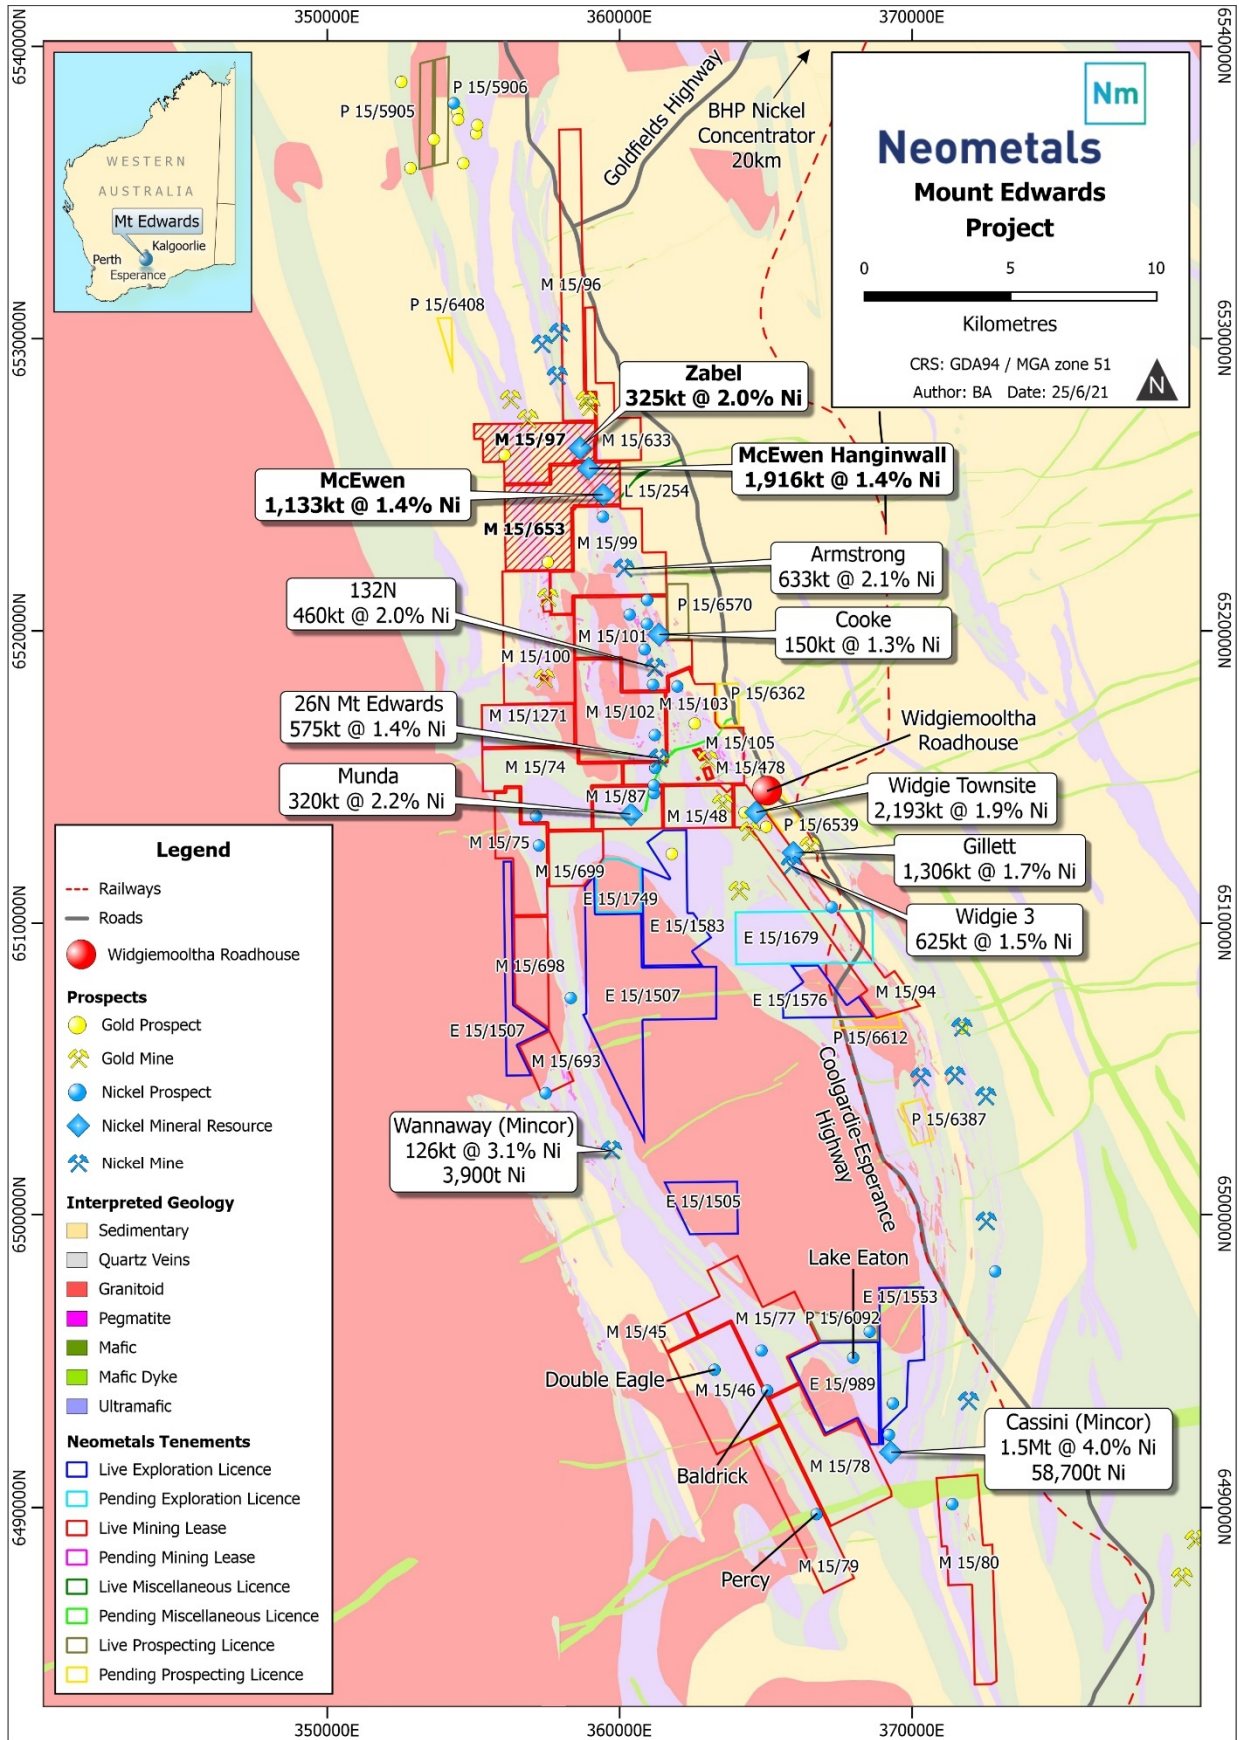 350000E
360000E
370000E
6540000N
6540000N
6530000N
6530000N
6520000N
6520000N
6510000N
6510000N
6500000N
6500000N
6490000N
6490000N
350000E
360000E
370000E
WESTERN
AUSTRALIA
Mt Edwards
Kalgoorlie
Perth
Esperance
Nm
Neometals
Mount Edwards
Project
0
5
10
Kilometres
CRS: GDA94 / MGA zone 51
Author: BA Date: 25/6/21
N
P 15/5906
P 15/5905
Goldfields Highway
BHP Nickel
Concentrator
20km
M 15/96
P 15/6408
Zabel
325kt @ 2.0% Ni
M 15/97
M 15/633
McEwen Hanginwall
1,916kt @ 1.4% Ni
McEwen
1,133kt @ 1.4% Ni
L 15/254
M 15/653
M 15/99
Armstrong
633kt @ 2.1% Ni
132N
460kt @ 2.0% Ni
P 15/6570
Cooke
150kt @ 1.3% Ni
M 15/101
M 15/100
P 15/6362
26N Mt Edwards
575kt @ 1.4% Ni
M 15/1271
M 15/102
M 15/103
Widgiemooltha
Roadhouse
M 15/105
M 15/74
M 15/478
Munda
320kt @ 2.2% Ni
M 15/87
M 15/48
Widgie Townsite
2,193kt @ 1.9% Ni
P 15/6539
M 15/75
Gillett
1,306kt @ 1.7% Ni
M 15/699
E 15/1749
Widgie 3
625kt @ 1.5% Ni
E 15/1583
E 15/1679
M 15/698
E 15/1507
E 15/1576
M 15/94
E 15/1507
P 15/6612
M 15/693
Coolgardie-Esperance
Highway
P 15/6387
Wannaway (Mincor)
126kt @ 3.1% Ni
3,900t Ni
E 15/1505
Lake Eaton
E 15/1553
M 15/77
P 15/6092
M 15/45
Double Eagle
M 15/46
E 15/989
Cassini (Mincor)
1.5Mt @ 4.0% Ni
58,700t Ni
Baldrick
M 15/78
Percy
M 15/79
M 15/80
Legend
Railways
Roads
Widgiemooltha Roadhouse
Prospects
Gold Prospect
Gold Mine
Nickel Prospect
Nickel Mineral Resource
Nickel Mine
Interpreted Geology
Sedimentary
Quartz Veins
Granitoid
Pegmatite
Mafic
Mafic Dyke
Ultramafic
Neometals Tenements
Live Exploration Licence
Pending Exploration Licence
Live Mining Lease
Pending Mining Lease
Live Miscellaneous Licence
Pending Miscellaneous Licence
Live Prospecting Licence
Pending Prospecting Licence